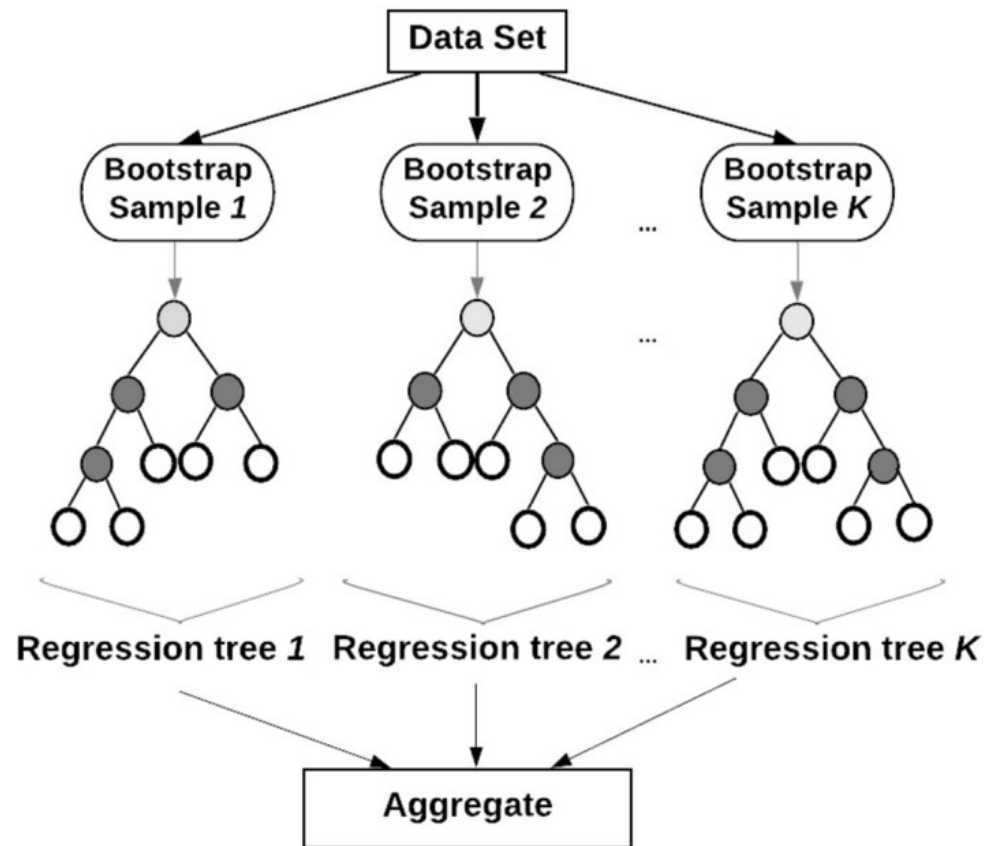 Data Set
Bootstrap
Sample 1
Bootstrap
Sample 2
...
Bootstrap
Sample K
...
Regression tree 1
Regression tree 2
...
Regression tree K
Aggregate